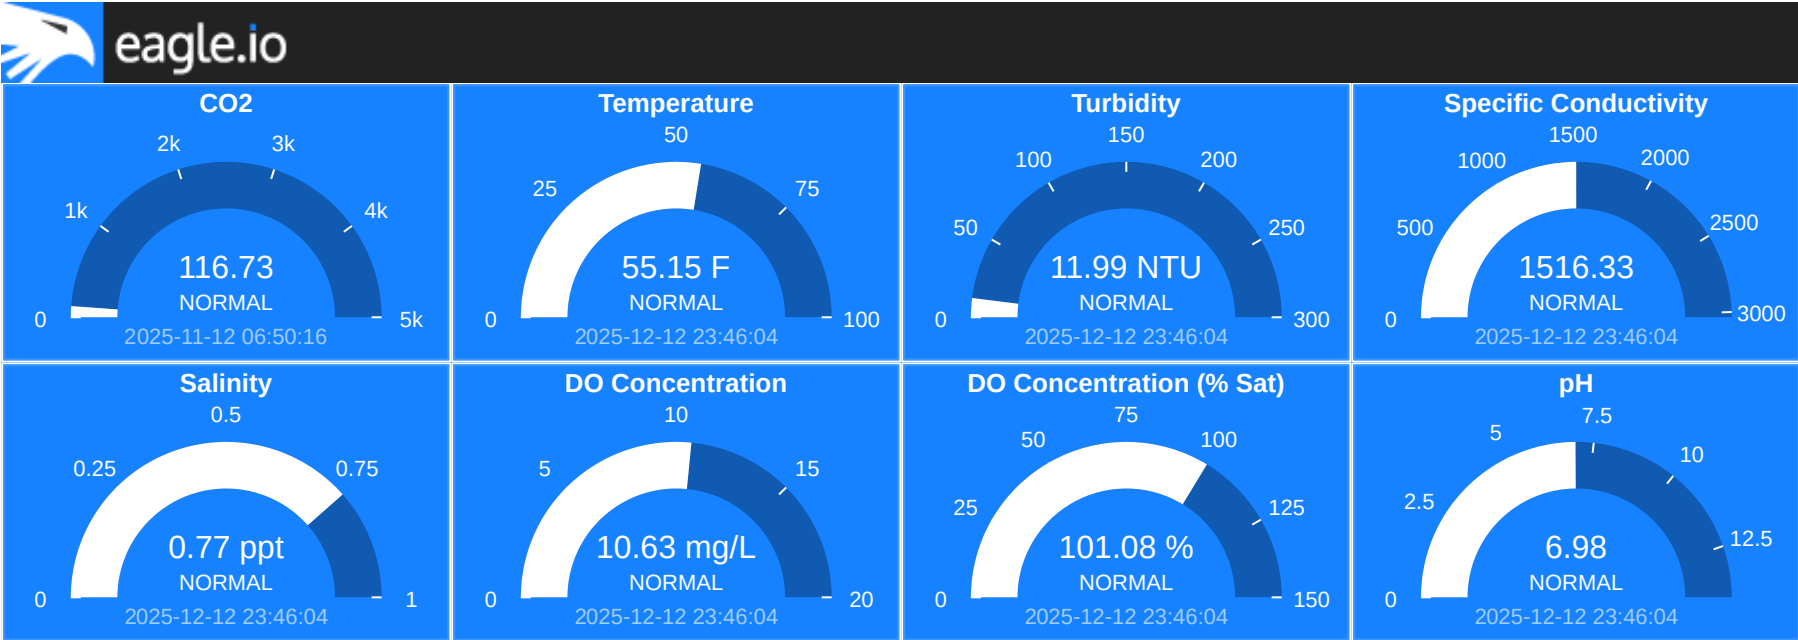 eagle.io
CO2
0
1k
2k
3k
4k
5k
116.73
NORMAL
2025-11-12 06:50:16
Temperature
0
25
50
75
100
55.15 F
NORMAL
2025-12-12 23:46:04
Turbidity
0
50
100
150
200
250
300
11.99 NTU
NORMAL
2025-12-12 23:46:04
Specific Conductivity
0
500
1000
1500
2000
2500
3000
1516.33
NORMAL
2025-12-12 23:46:04
Salinity
0
0.25
0.5
0.75
1
0.77 ppt
NORMAL
2025-12-12 23:46:04
DO Concentration
0
5
10
15
20
10.63 mg/L
NORMAL
2025-12-12 23:46:04
DO Concentration (% Sat)
0
25
50
75
100
125
150
101.08 %
NORMAL
2025-12-12 23:46:04
pH
0
2.5
5
7.5
10
12.5
6.98
NORMAL
2025-12-12 23:46:04